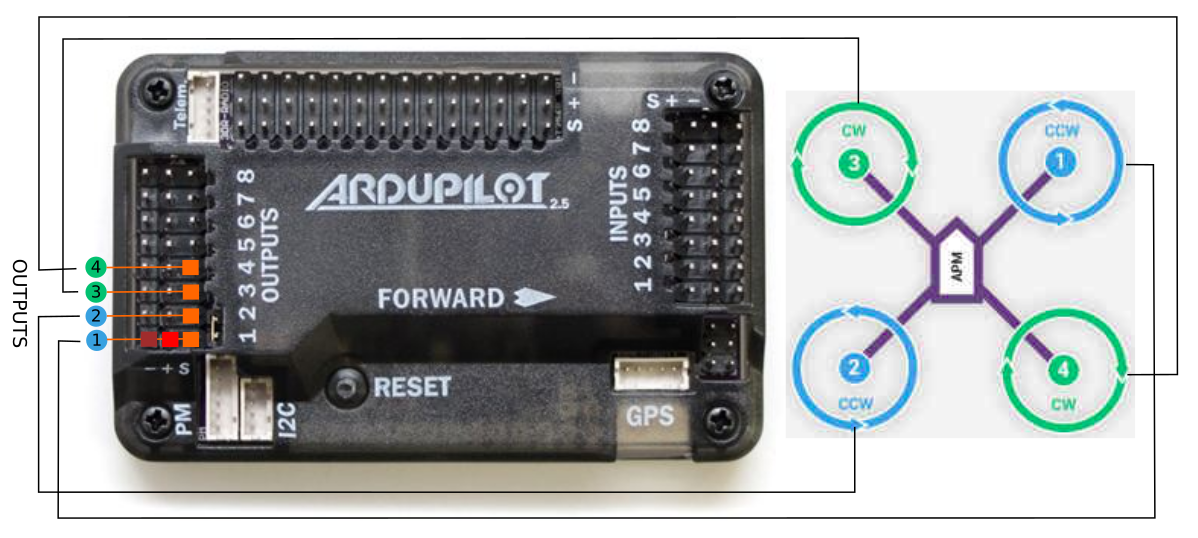 Telem.
3DR-RADIO
S + -
S + -
8
7
6
5
4
3
2
1
OUTPUTS
ARDUPILOT 2.5
INPUTS
8
7
6
5
4
3
2
1
FORWARD
4
3
2
1
OUTPUTS
- + S
PM
I2C
RESET
GPS
CW
3
CCW
1
APM
2
CCW
4
CW